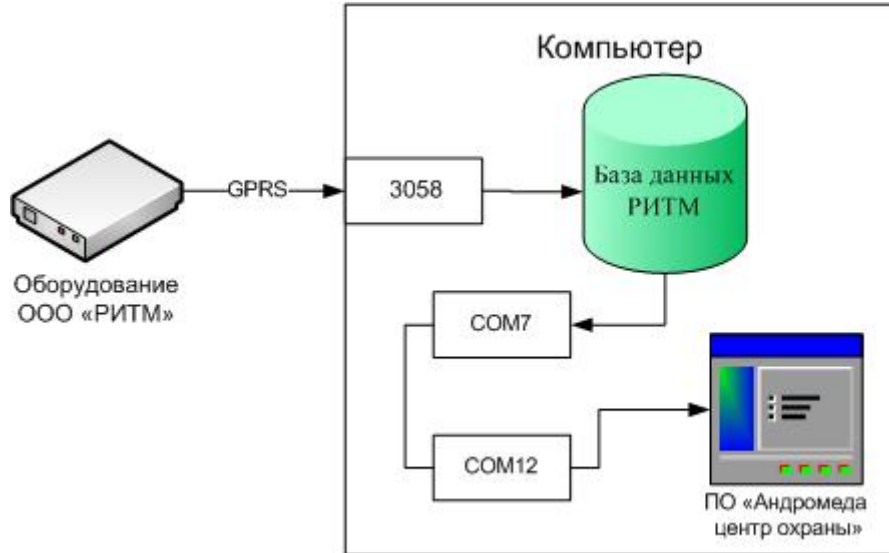 Компьютер
GPRS
3058
База данных
РИТМ
Оборудование
ООО «РИТМ»
COM7
COM12
ПО «Андромеда
центр охраны»